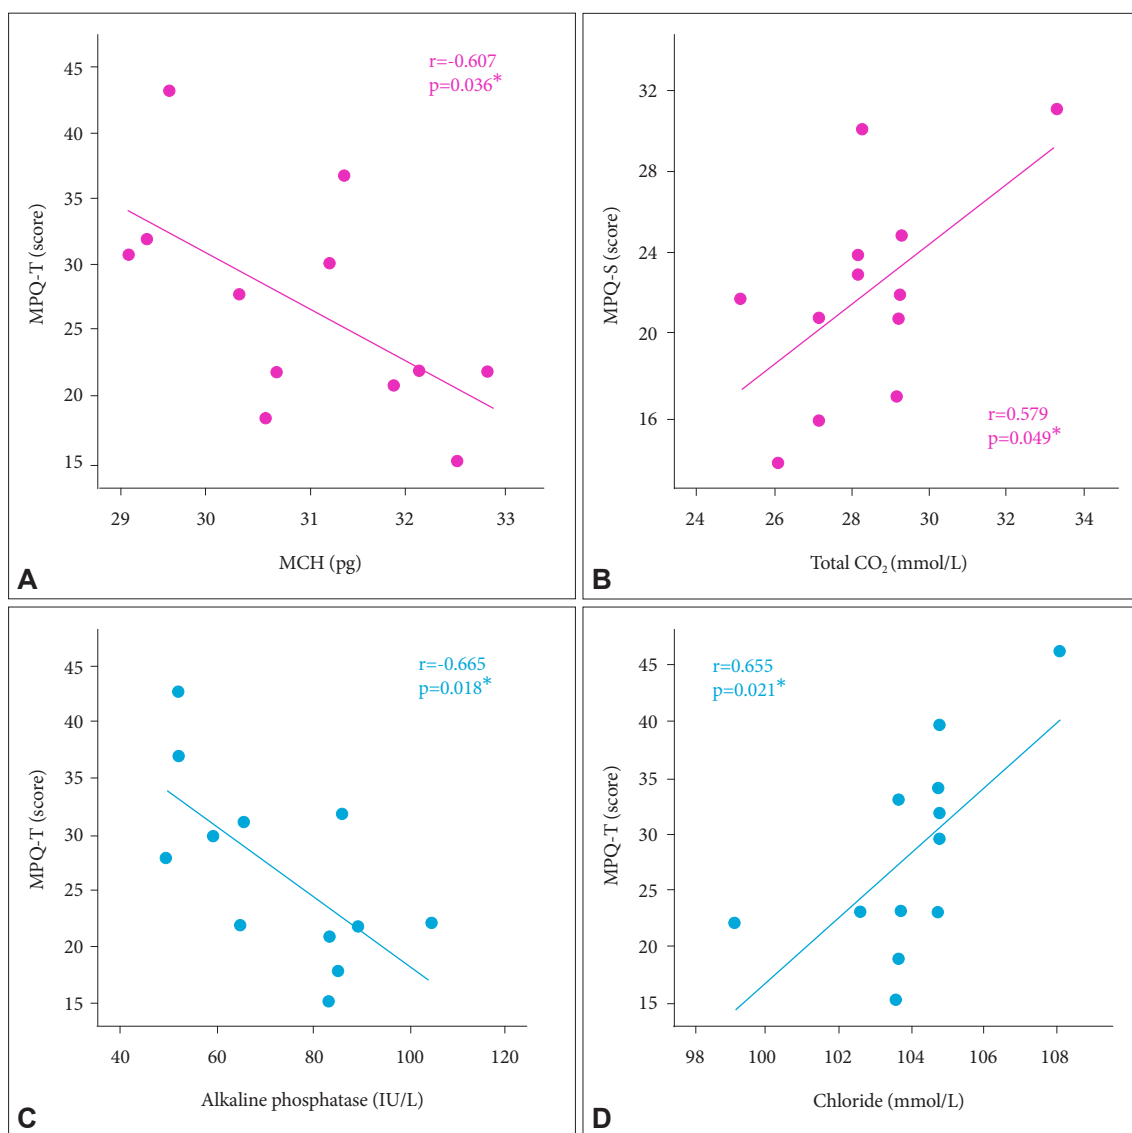 45
40
35
30
25
20
15
MPQ-T (score)
r=-0.607
p=0.036*
29 30 31 32 33
MCH (pg)
A
32
28
24
20
16
MPQ-S (score)
r=0.579
p=0.049*
24 26 28 30 32 34
Total CO₂ (mmol/L)
B
45
40
35
30
25
20
15
MPQ-T (score)
r=-0.665
p=0.018*
40 60 80 100 120
Alkaline phosphatase (IU/L)
C
45
40
35
30
25
20
15
MPQ-T (score)
r=0.655
p=0.021*
98 100 102 104 106 108
Chloride (mmol/L)
D